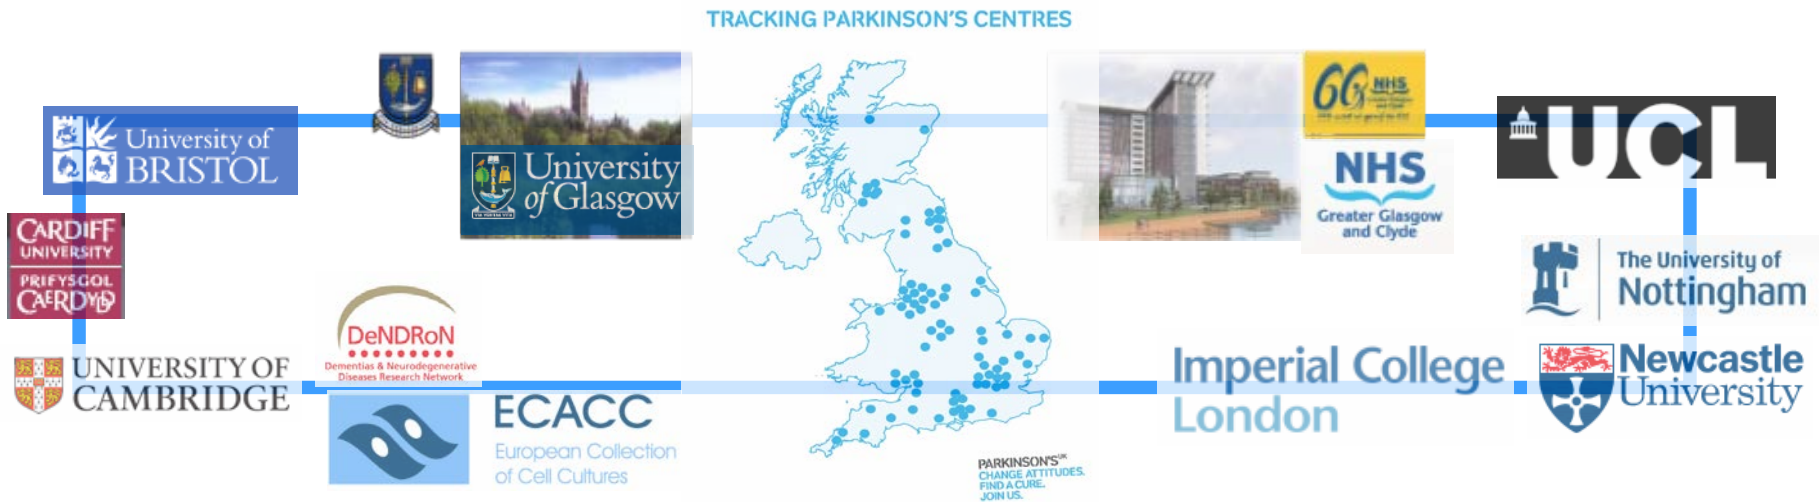 TRACKING PARKINSON'S CENTRES
University of
BRISTOL
University
of Glasgow
60 NHS
NHS
Greater Glasgow
and Clyde
UCL
CARDIFF
UNIVERSITY
PRIFYSGOL
CAERDYDD
The University of
Nottingham
DeNDRoN
Dementias & Neurodegenerative
Diseases Research Network
UNIVERSITY OF
CAMBRIDGE
ECACC
European Collection
of Cell Cultures
Imperial College
London
Newcastle
University
PARKINSON'S UK
CHANGE ATTITUDES.
FIND A CURE.
JOIN US.